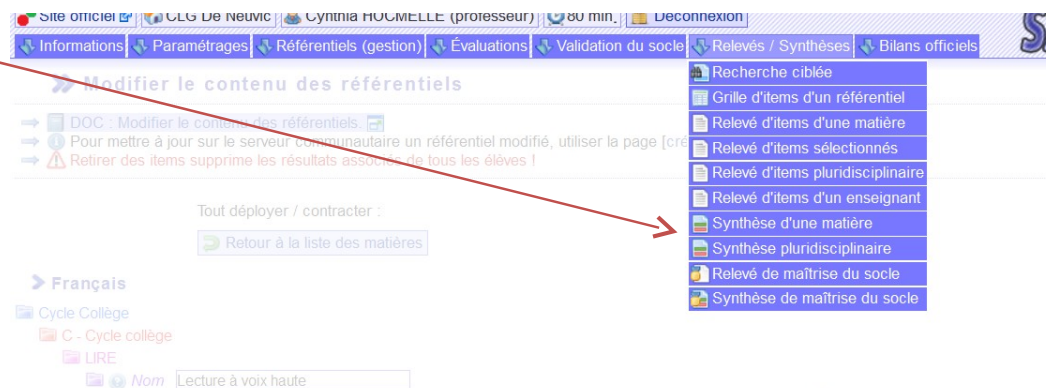 Site officiel CLG De Neuvic Cynthia HOCMELLE (professeur) 80 min. Déconnexion
Informations Paramétrages Référentiels (gestion) Évaluations Validation du socle Relevés / Synthèses Bilans officiels
Modifier le contenu des référentiels
DOC : Modifier le contenu des référentiels.
Pour mettre à jour sur le serveur communautaire un référentiel modifié, utiliser la page [cré
Retirer des items supprime les résultats associés de tous les élèves !
Recherche ciblée
Grille d'items d'un référentiel
Relevé d'items d'une matière
Relevé d'items sélectionnés
Relevé d'items pluridisciplinaire
Relevé d'items d'un enseignant
Synthèse d'une matière
Synthèse pluridisciplinaire
Relevé de maîtrise du socle
Synthèse de maîtrise du socle
Tout déployer / contracter :
Retour à la liste des matières
Français
Cycle Collège
C - Cycle collège
LIRE
Nom Lecture à voix haute